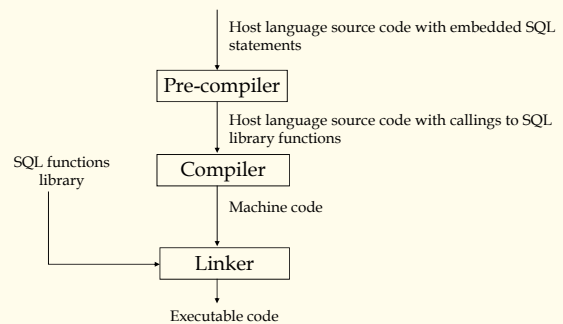 Host language source code with embedded SQL
statements
Pre-compiler
Host language source code with callings to SQL
library functions
SQL functions
library
Compiler
Machine code
Linker
Executable code